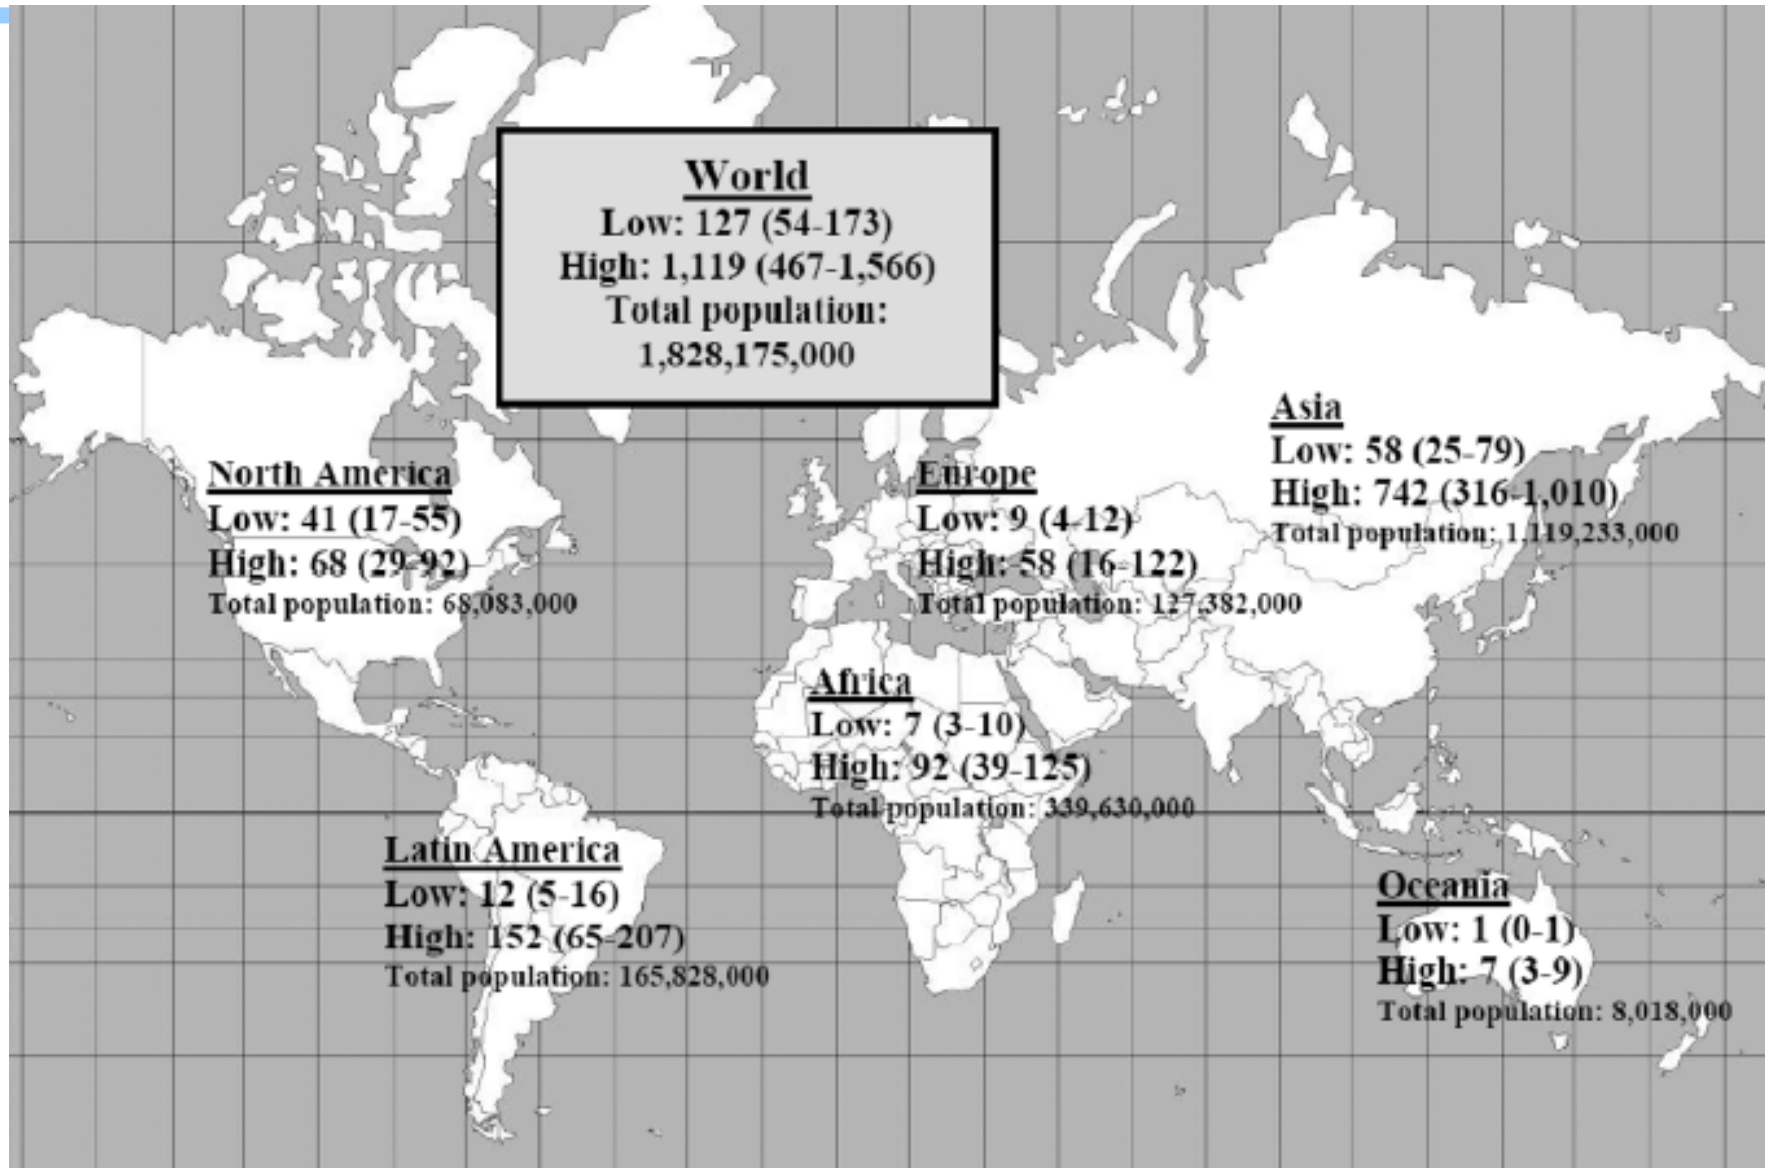 World
Low: 127 (54-173)
High: 1,119 (467-1,566)
Total population:
1,828,175,000
North America
Low: 41 (17-55)
High: 68 (29-92)
Total population: 68,083,000
Europe
Low: 9 (4-12)
High: 58 (16-122)
Total population: 127,382,000
Asia
Low: 58 (25-79)
High: 742 (316-1,010)
Total population: 1,119,233,000
Africa
Low: 7 (3-10)
High: 92 (39-125)
Total population: 339,630,000
Latin America
Low: 12 (5-16)
High: 152 (65-207)
Total population: 165,828,000
Oceania
Low: 1 (0-1)
High: 7 (3-9)
Total population: 8,018,000